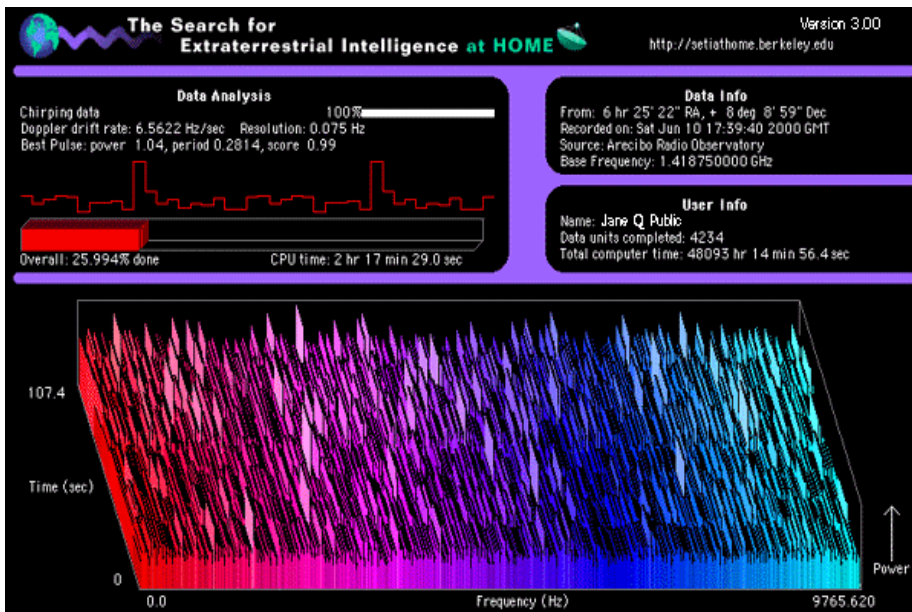 The Search for
Extraterrestrial Intelligence at HOME
Version 3.00
http://setiathome.berkeley.edu
Data Analysis
Chirping data 100%
Doppler drift rate: 6.5622 Hz/sec Resolution: 0.075 Hz
Best Pulse: power 1.04, period 0.2814, score 0.99
Overall: 25.994% done CPU time: 2 hr 17 min 29.0 sec
Data Info
From: 6 hr 25' 22" RA, + 8 deg 8' 59" Dec
Recorded on: Sat Jun 10 17:39:40 2000 GMT
Source: Arecibo Radio Observatory
Base Frequency: 1.418750000 GHz
User Info
Name: Jane Q Public
Data units completed: 4234
Total computer time: 48093 hr 14 min 56.4 sec
107.4
Time (sec)
0
0.0 Frequency (Hz) 9765.620
Power